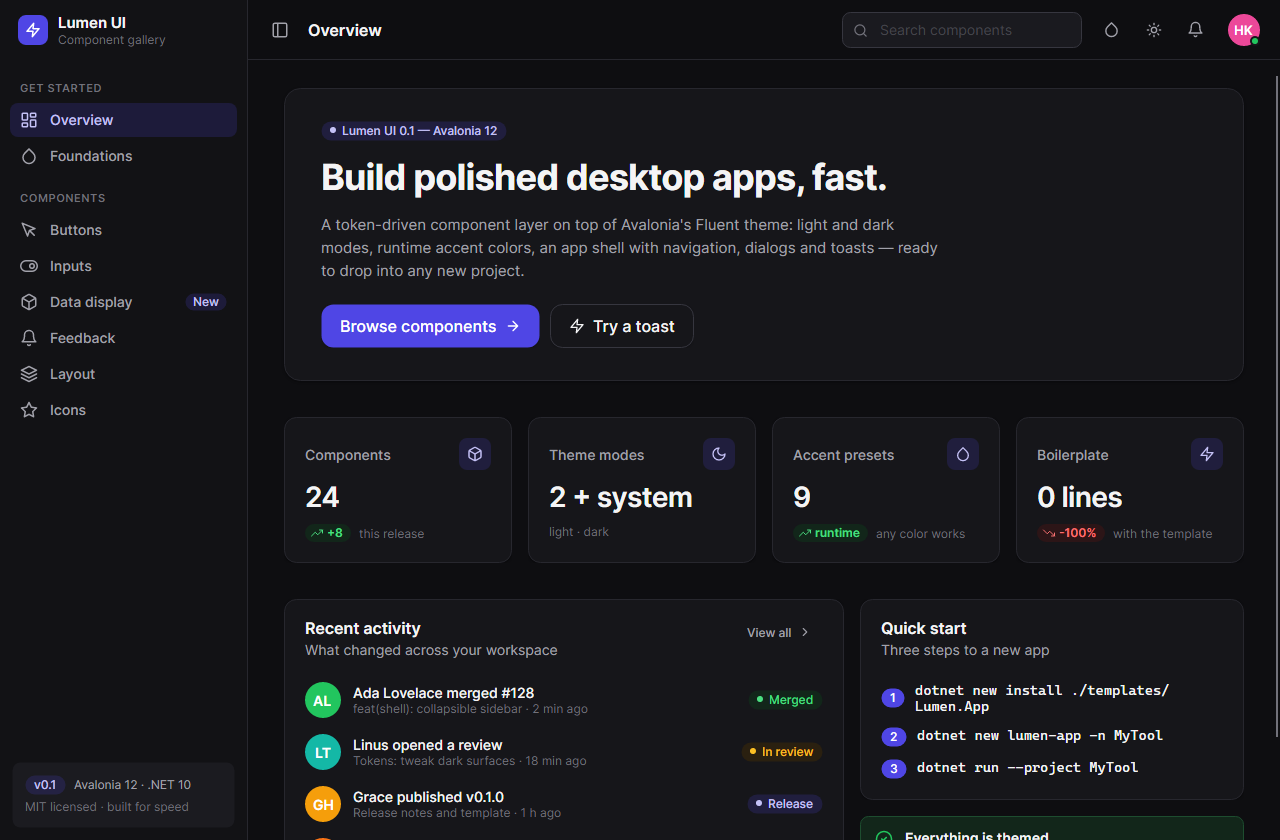 Lumen UI
Component gallery
Overview
Search components
HK
GET STARTED
Overview
Foundations
COMPONENTS
Buttons
Inputs
Data display New
Feedback
Layout
Icons
v0.1 Avalonia 12 · .NET 10
MIT licensed · built for speed
Lumen UI 0.1 — Avalonia 12
Build polished desktop apps, fast.
A token-driven component layer on top of Avalonia's Fluent theme: light and dark
modes, runtime accent colors, an app shell with navigation, dialogs and toasts — ready
to drop into any new project.
Browse components
Try a toast
Components
24
+8 this release
Theme modes
2 + system
light · dark
Accent presets
9
runtime any color works
Boilerplate
0 lines
-100% with the template
Recent activity
What changed across your workspace
View all
AL
Ada Lovelace merged #128
feat(shell): collapsible sidebar · 2 min ago
Merged
LT
Linus opened a review
Tokens: tweak dark surfaces · 18 min ago
In review
GH
Grace published v0.1.0
Release notes and template · 1 h ago
Release
Quick start
Three steps to a new app
1 dotnet new install ./templates/
Lumen.App
2 dotnet new lumen-app -n MyTool
3 dotnet run --project MyTool
Everything is themed